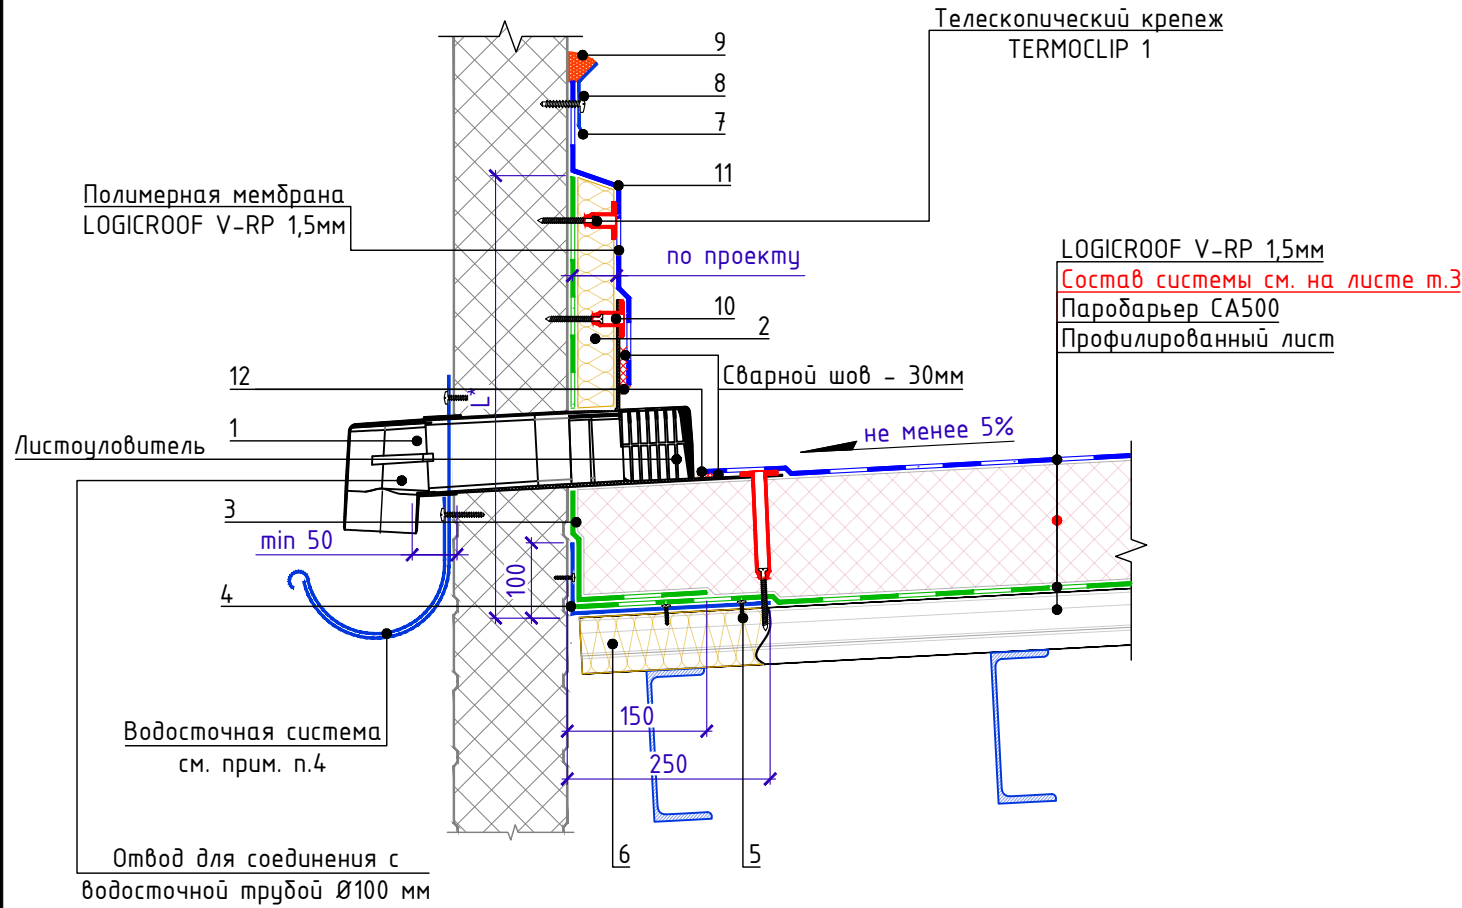 Телескопический крепеж
TERMOCLIP 1
9
8
7
11
Полимерная мембрана
LOGICROOF V-RP 1,5мм
по проекту
LOGICROOF V-RP 1,5мм
Состав системы см. на листе т.3
Паробарьер СА500
Профилированный лист
10
2
12
Сварной шов - 30мм
L*
1
Листоуловитель
не менее 5%
3
min 50
100
4
150
Водосточная система
см. прим. п.4
250
6
5
Отвод для соединения с
водосточной трубой Ø100 мм